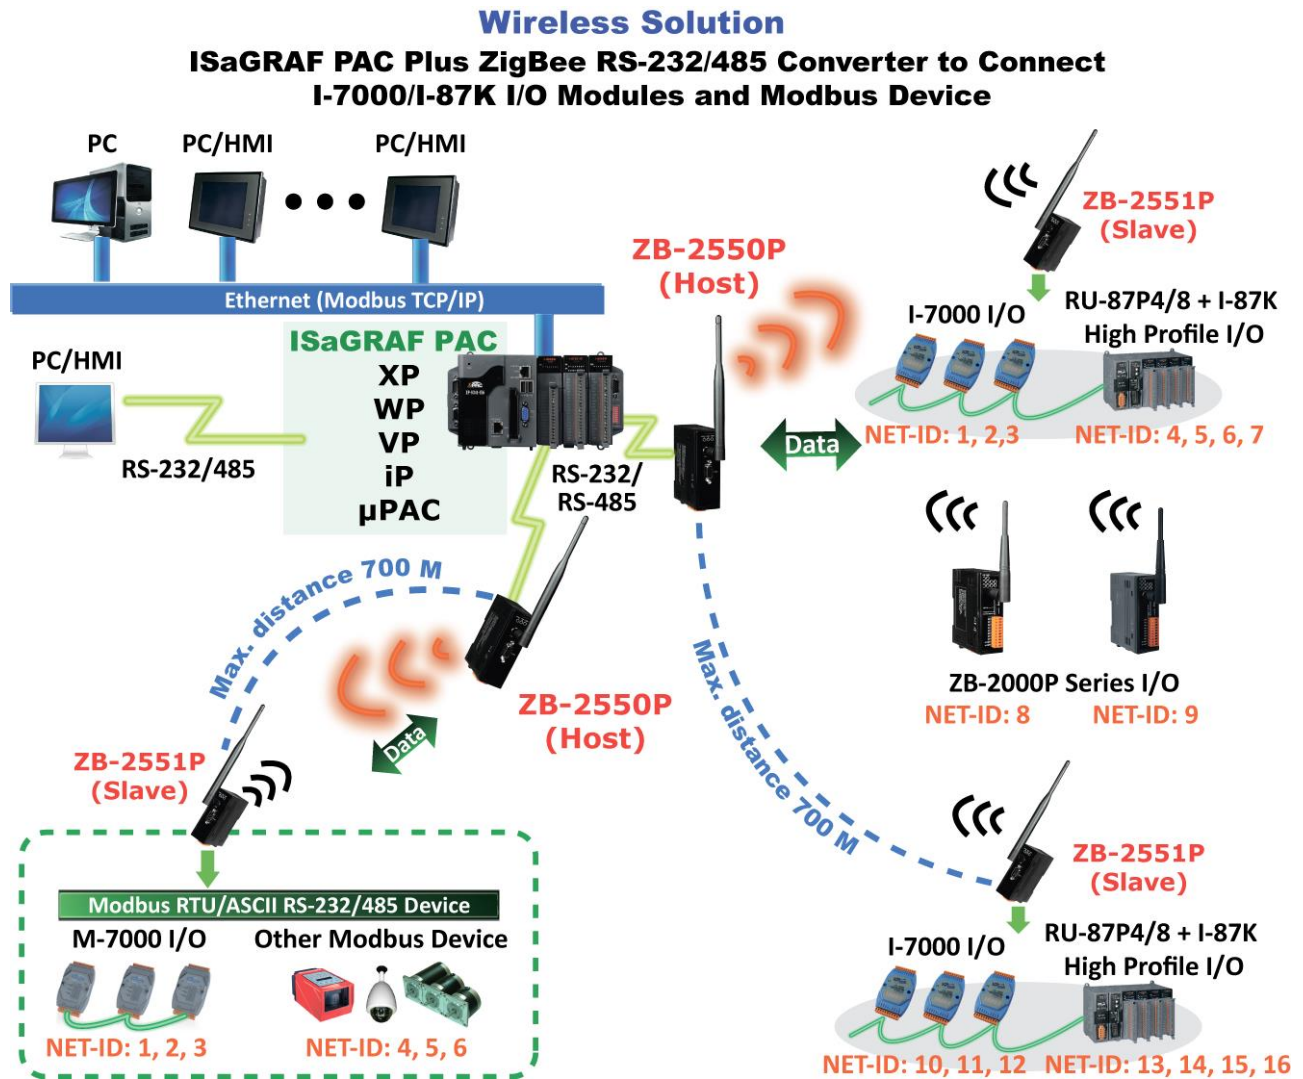 Wireless Solution
ISaGRAF PAC Plus ZigBee RS-232/485 Converter to Connect
I-7000/I-87K I/O Modules and Modbus Device
PC
PC/HMI
PC/HMI
Ethernet (Modbus TCP/IP)
PC/HMI
RS-232/485
ISaGRAF PAC
XP
WP
VP
iP
µPAC
RS-232/
RS-485
ZB-2550P
(Host)
Data
ZB-2551P
(Slave)
I-7000 I/O
RU-87P4/8 + I-87K
High Profile I/O
NET-ID: 1, 2,3
NET-ID: 4, 5, 6, 7
ZB-2000P Series I/O
NET-ID: 8
NET-ID: 9
Max. distance 700 M
Max. distance 700 M
ZB-2550P
(Host)
Data
ZB-2551P
(Slave)
Modbus RTU/ASCII RS-232/485 Device
M-7000 I/O
Other Modbus Device
NET-ID: 1, 2, 3
NET-ID: 4, 5, 6
ZB-2551P
(Slave)
I-7000 I/O
RU-87P4/8 + I-87K
High Profile I/O
NET-ID: 10, 11, 12
NET-ID: 13, 14, 15, 16